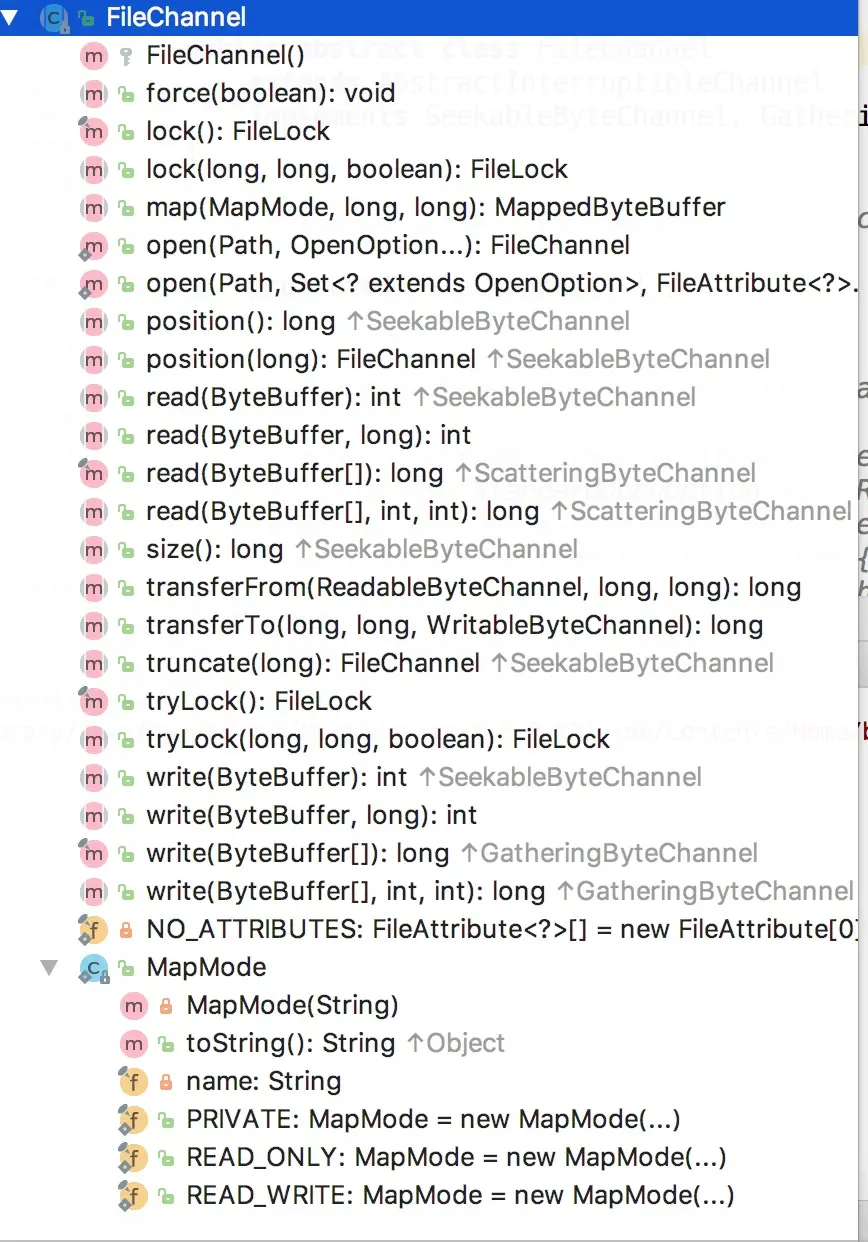 FileChannel
FileChannel()
force(boolean): void
lock(): FileLock
lock(long, long, boolean): FileLock
map(MapMode, long, long): MappedByteBuffer
open(Path, OpenOption...): FileChannel
open(Path, Set<? extends OpenOption>, FileAttribute<?>.
position(): long ↑SeekableByteChannel
position(long): FileChannel ↑SeekableByteChannel
read(ByteBuffer): int ↑SeekableByteChannel
read(ByteBuffer, long): int
read(ByteBuffer[]): long ↑ScatteringByteChannel
read(ByteBuffer[], int, int): long ↑ScatteringByteChannel
size(): long ↑SeekableByteChannel
transferFrom(ReadableByteChannel, long, long): long
transferTo(long, long, WritableByteChannel): long
truncate(long): FileChannel ↑SeekableByteChannel
tryLock(): FileLock
tryLock(long, long, boolean): FileLock
write(ByteBuffer): int ↑SeekableByteChannel
write(ByteBuffer, long): int
write(ByteBuffer[]): long ↑GatheringByteChannel
write(ByteBuffer[], int, int): long ↑GatheringByteChannel
NO_ATTRIBUTES: FileAttribute<?>[] = new FileAttribute[0]
MapMode
MapMode(String)
toString(): String ↑Object
name: String
PRIVATE: MapMode = new MapMode(...)
READ_ONLY: MapMode = new MapMode(...)
READ_WRITE: MapMode = new MapMode(...)